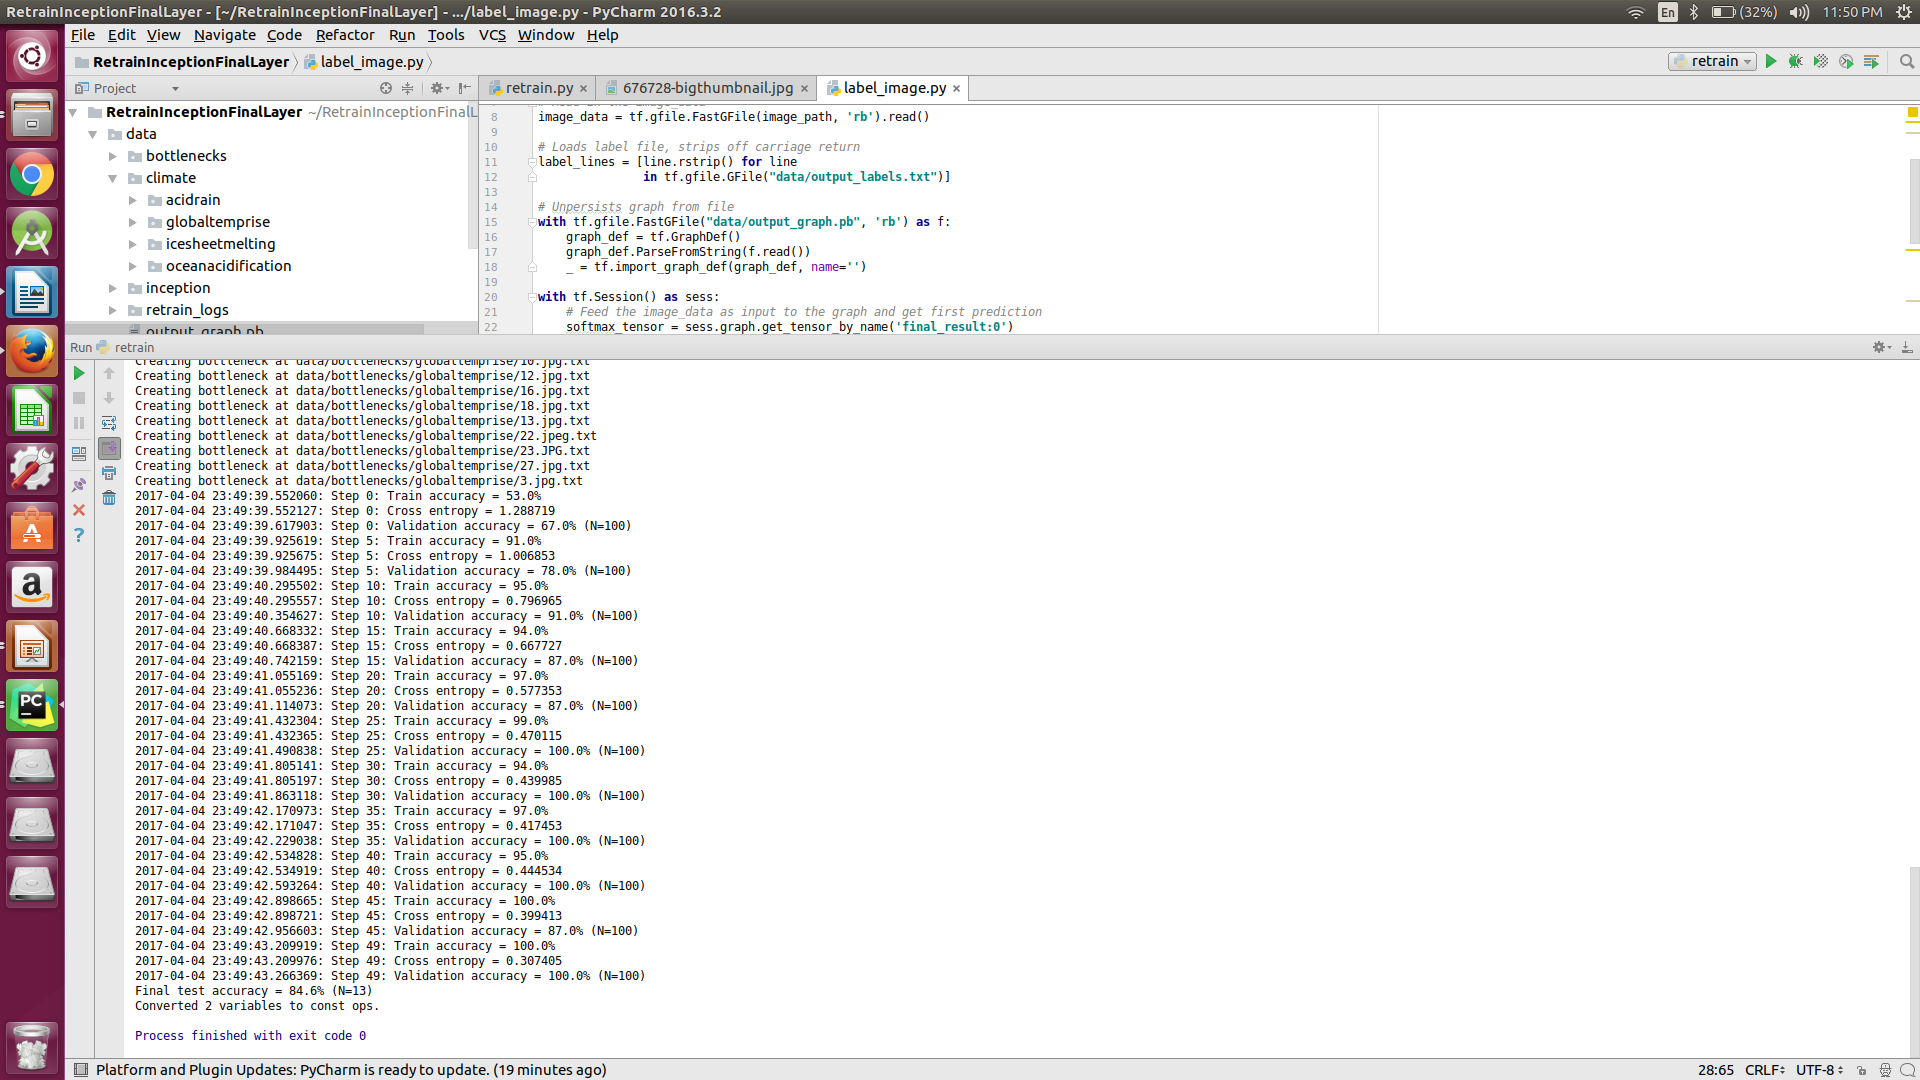 RetrainInceptionFinalLayer - [~/RetrainInceptionFinalLayer] - .../label_image.py - PyCharm 2016.3.2
En
(32%)
11:50 PM
File Edit View Navigate Code Refactor Run Tools VCS Window Help
RetrainInceptionFinalLayer
label_image.py
retrain
Project
retrain.py
676728-bigthumbnail.jpg
label_image.py
RetrainInceptionFinalLayer ~/RetrainInceptionFinalL
data
bottlenecks
climate
acidrain
globaltemprise
icesheetmelting
oceanacidification
inception
retrain_logs
output_graph.pb
8 image_data = tf.gfile.FastGFile(image_path, 'rb').read()
9
10 # Loads label file, strips off carriage return
11 label_lines = [line.rstrip() for line
12 in tf.gfile.GFile("data/output_labels.txt")]
13
14 # Unpersists graph from file
15 with tf.gfile.FastGFile("data/output_graph.pb", 'rb') as f:
16 graph_def = tf.GraphDef()
17 graph_def.ParseFromString(f.read())
18 _ = tf.import_graph_def(graph_def, name='')
19
20 with tf.Session() as sess:
21 # Feed the image_data as input to the graph and get first prediction
22 softmax_tensor = sess.graph.get_tensor_by_name('final_result:0')
Run retrain
Creating bottleneck at data/bottlenecks/globaltemprise/10.jpg.txt
Creating bottleneck at data/bottlenecks/globaltemprise/12.jpg.txt
Creating bottleneck at data/bottlenecks/globaltemprise/16.jpg.txt
Creating bottleneck at data/bottlenecks/globaltemprise/18.jpg.txt
Creating bottleneck at data/bottlenecks/globaltemprise/13.jpg.txt
Creating bottleneck at data/bottlenecks/globaltemprise/22.jpeg.txt
Creating bottleneck at data/bottlenecks/globaltemprise/23.JPG.txt
Creating bottleneck at data/bottlenecks/globaltemprise/27.jpg.txt
Creating bottleneck at data/bottlenecks/globaltemprise/3.jpg.txt
2017-04-04 23:49:39.552060: Step 0: Train accuracy = 53.0%
2017-04-04 23:49:39.552127: Step 0: Cross entropy = 1.288719
2017-04-04 23:49:39.617903: Step 0: Validation accuracy = 67.0% (N=100)
2017-04-04 23:49:39.925619: Step 5: Train accuracy = 91.0%
2017-04-04 23:49:39.925675: Step 5: Cross entropy = 1.006853
2017-04-04 23:49:39.984495: Step 5: Validation accuracy = 78.0% (N=100)
2017-04-04 23:49:40.295502: Step 10: Train accuracy = 95.0%
2017-04-04 23:49:40.295557: Step 10: Cross entropy = 0.796965
2017-04-04 23:49:40.354627: Step 10: Validation accuracy = 91.0% (N=100)
2017-04-04 23:49:40.668332: Step 15: Train accuracy = 94.0%
2017-04-04 23:49:40.668387: Step 15: Cross entropy = 0.667727
2017-04-04 23:49:40.742159: Step 15: Validation accuracy = 87.0% (N=100)
2017-04-04 23:49:41.055169: Step 20: Train accuracy = 97.0%
2017-04-04 23:49:41.055236: Step 20: Cross entropy = 0.577353
2017-04-04 23:49:41.114073: Step 20: Validation accuracy = 87.0% (N=100)
2017-04-04 23:49:41.432304: Step 25: Train accuracy = 99.0%
2017-04-04 23:49:41.432365: Step 25: Cross entropy = 0.470115
2017-04-04 23:49:41.490838: Step 25: Validation accuracy = 100.0% (N=100)
2017-04-04 23:49:41.805141: Step 30: Train accuracy = 94.0%
2017-04-04 23:49:41.805197: Step 30: Cross entropy = 0.439985
2017-04-04 23:49:41.863118: Step 30: Validation accuracy = 100.0% (N=100)
2017-04-04 23:49:42.170973: Step 35: Train accuracy = 97.0%
2017-04-04 23:49:42.171047: Step 35: Cross entropy = 0.417453
2017-04-04 23:49:42.229038: Step 35: Validation accuracy = 100.0% (N=100)
2017-04-04 23:49:42.534828: Step 40: Train accuracy = 95.0%
2017-04-04 23:49:42.534919: Step 40: Cross entropy = 0.444534
2017-04-04 23:49:42.593264: Step 40: Validation accuracy = 100.0% (N=100)
2017-04-04 23:49:42.898665: Step 45: Train accuracy = 100.0%
2017-04-04 23:49:42.898721: Step 45: Cross entropy = 0.399413
2017-04-04 23:49:42.956603: Step 45: Validation accuracy = 87.0% (N=100)
2017-04-04 23:49:43.209919: Step 49: Train accuracy = 100.0%
2017-04-04 23:49:43.209976: Step 49: Cross entropy = 0.307405
2017-04-04 23:49:43.266369: Step 49: Validation accuracy = 100.0% (N=100)
Final test accuracy = 84.6% (N=13)
Converted 2 variables to const ops.
Process finished with exit code 0
Platform and Plugin Updates: PyCharm is ready to update. (19 minutes ago)
28:65 CRLF UTF-8